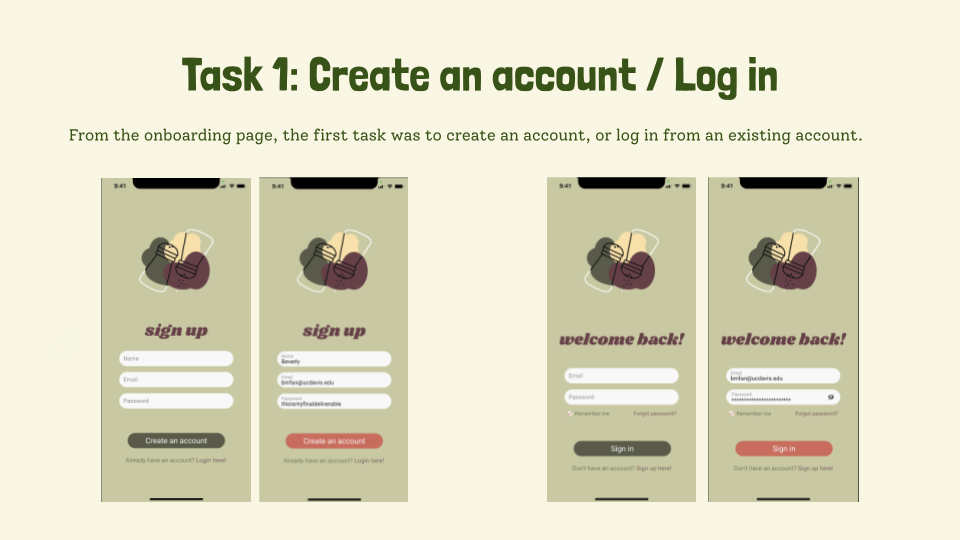 Task 1: Create an account / Log in
From the onboarding page, the first task was to create an account, or log in from an existing account.
9:41
sign up
Name
Email
Password
Create an account
Already have an account? Login here!
9:41
sign up
Name
Beverly
Email
bmfan@ucdavis.edu
Password
thisismyfinaldeliverable
Create an account
Already have an account? Login here!
9:41
welcome back!
Email
Password
Remember me Forgot password?
Sign in
Don't have an account? Sign up here!
9:41
welcome back!
Email
bmfan@ucdavis.edu
Password
Remember me Forgot password?
Sign in
Don't have an account? Sign up here!